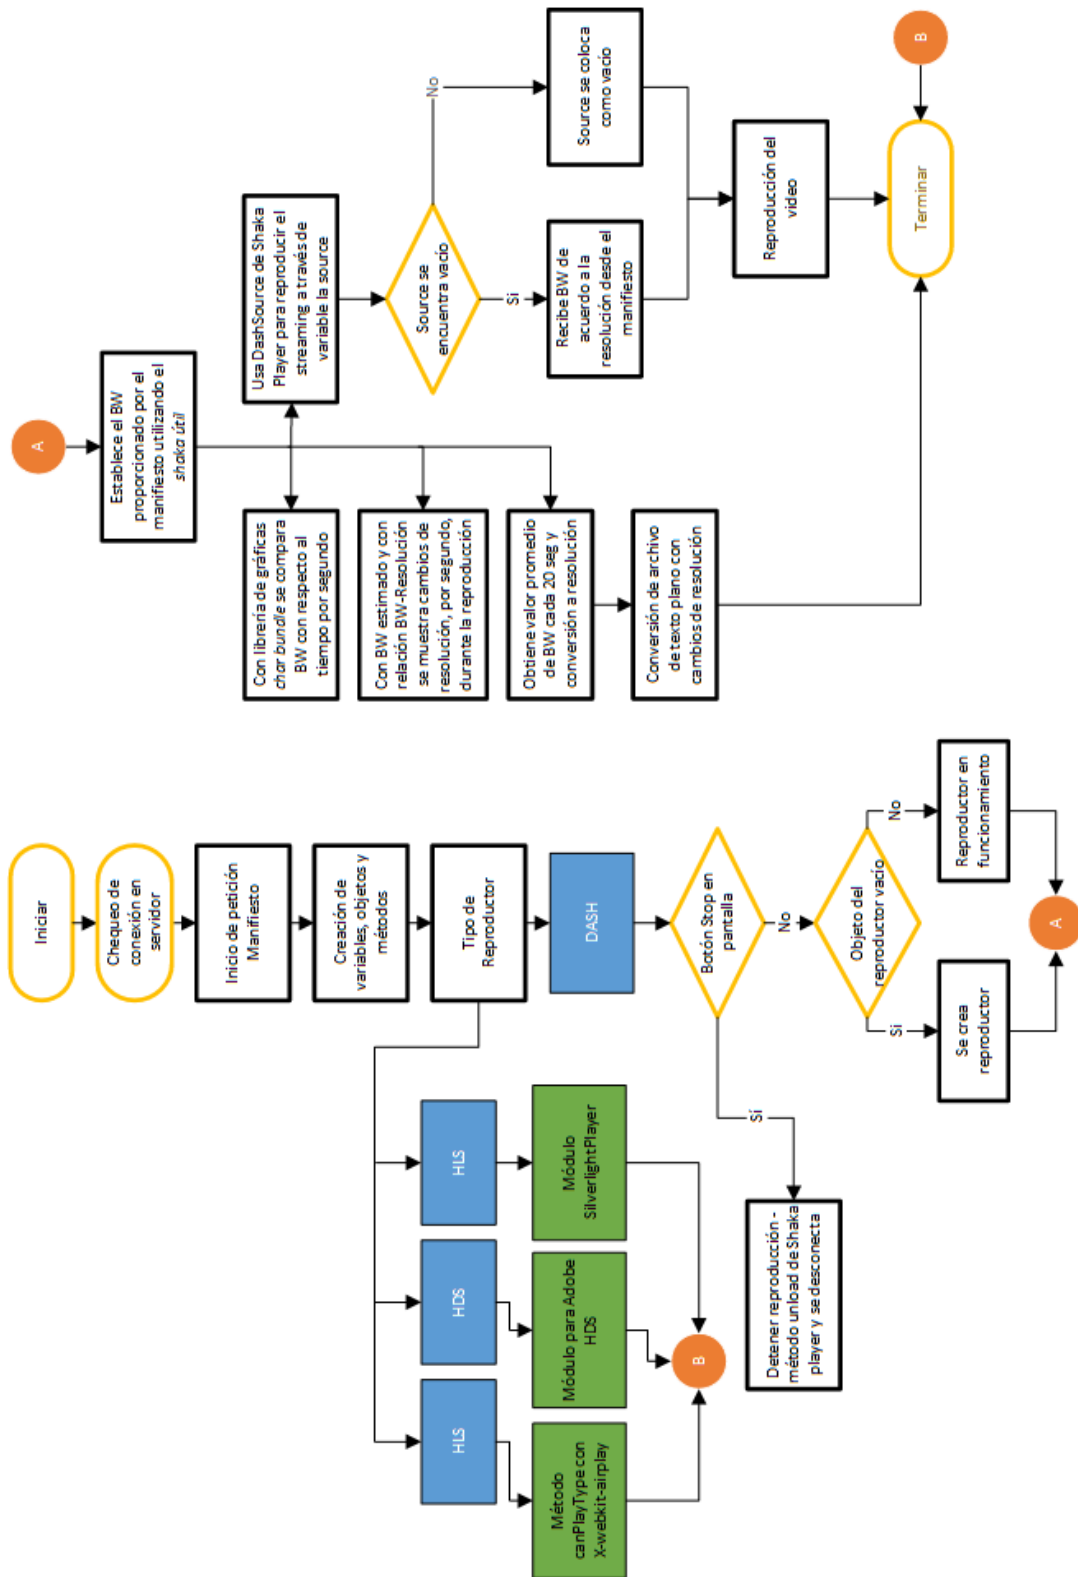 Iniciar
Chequeo de
conexión en
servidor
Inicio de petición
Manifiesto
Creación de
variables, objetos y
métodos
Tipo de
Reproductor
HLS
HDS
HLS
DASH
Método
canPlayType con
X-webkit-airplay
Módulo para Adobe
HDS
Módulo
SilverlightPlayer
B
Botón Stop en
pantalla
Sí
No
Detener reproducción -
método unload de Shaka
player y se desconecta
Objeto del
reproductor vacío
Si
No
Se crea
reproductor
Reproductor en
funcionamiento
A
A
Establece el BW
proporcionado por el
manifiesto utilizando el
shaka útil
Con librería de gráficas
char bundle se compara
BW con respecto al
tiempo por segundo
Con BW estimado y con
relación BW-Resolución
se muestra cambios de
resolución, por segundo,
durante la reproducción
Obtiene valor promedio
de BW cada 20 seg y
conversión a resolución
Conversión de archivo
de texto plano con
cambios de resolución
Usa DashSource de Shaka
Player para reproducir el
streaming a través de
variable la source
Source se
encuentra vacío
Si
No
Recibe BW de
acuerdo a la
resolución desde el
manifiesto
Source se coloca
como vacío
Reproducción del
video
Terminar
B